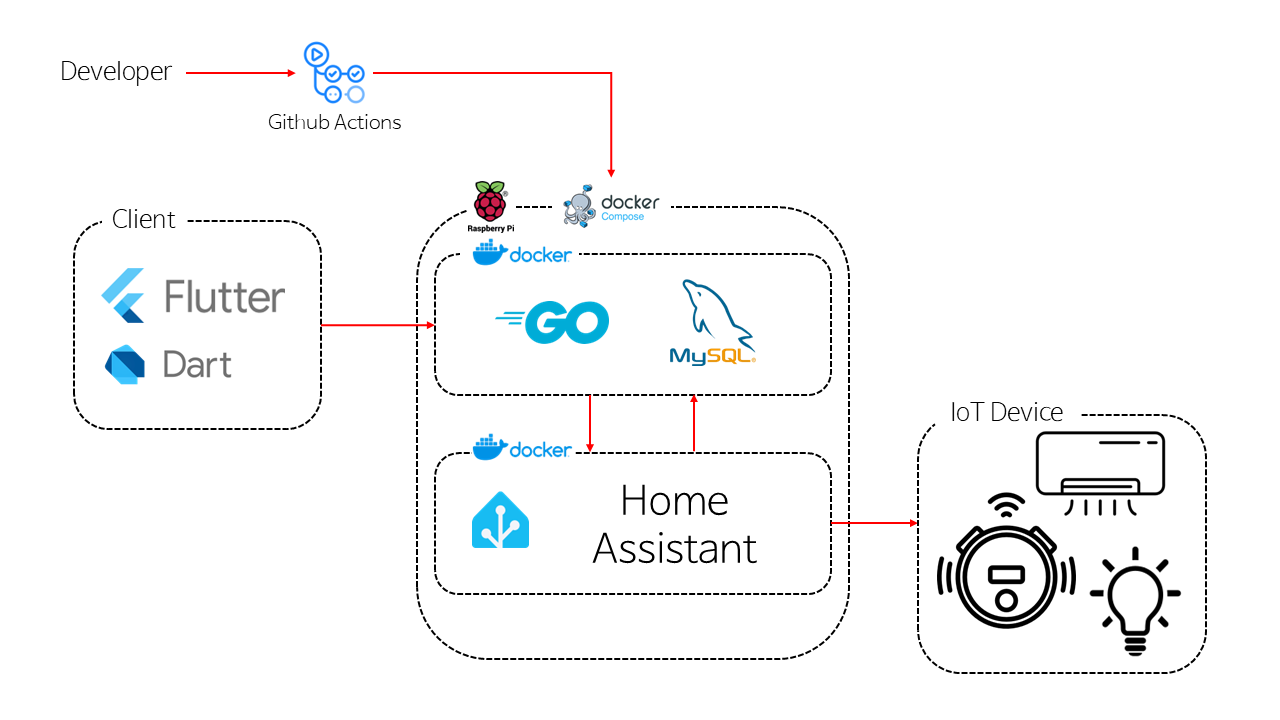 Developer
Github Actions
Raspberry Pi
docker
Compose
Client
docker
Flutter
GO
MySQL
Dart
IoT Device
docker
Home
Assistant